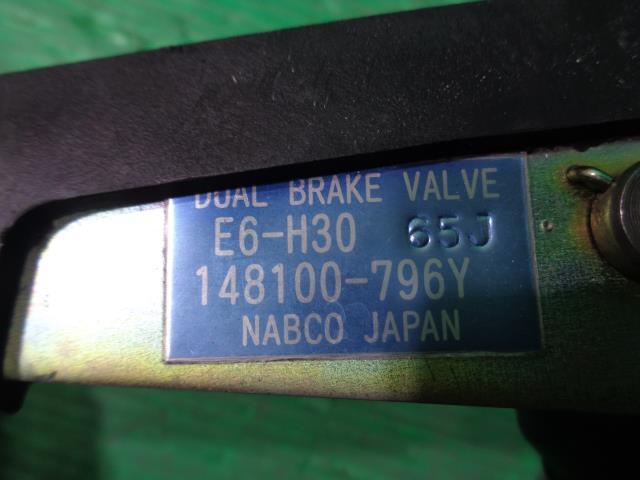 DUAL BRAKE VALVE
E6-H30 65J
148100-796Y
NABCO JAPAN